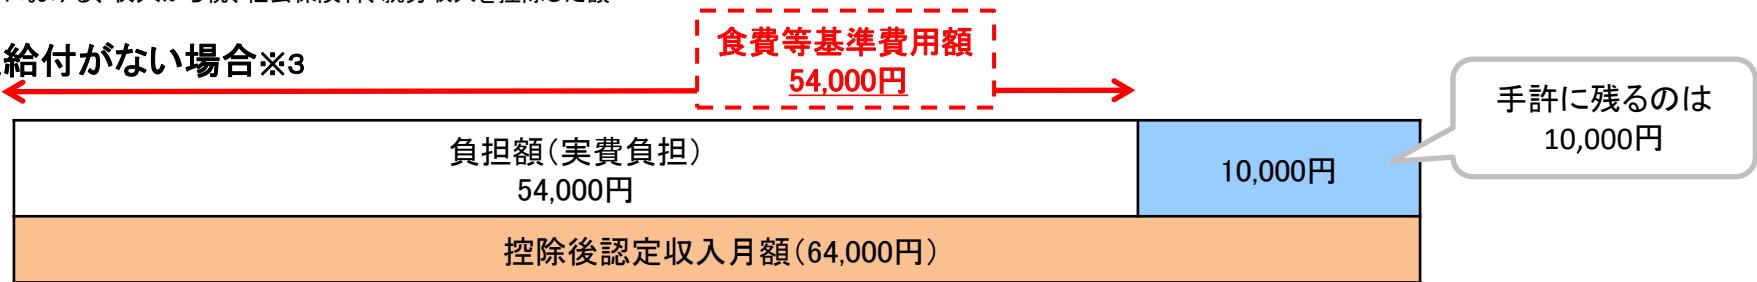 給付がない場合※3
食費等基準費用額
54,000円
手許に残るのは
10,000円
負担額(実費負担)
54,000円
10,000円
控除後認定収入月額(64,000円)